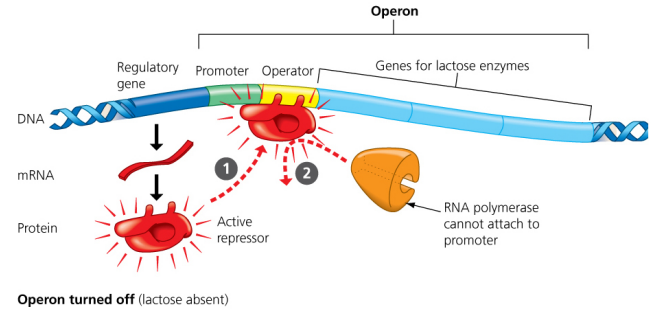 Operon
Regulatory
gene
Promoter
Operator
Genes for lactose enzymes
DNA
mRNA
1
2
Protein
Active
repressor
RNA polymerase
cannot attach to
promoter
Operon turned off (lactose absent)